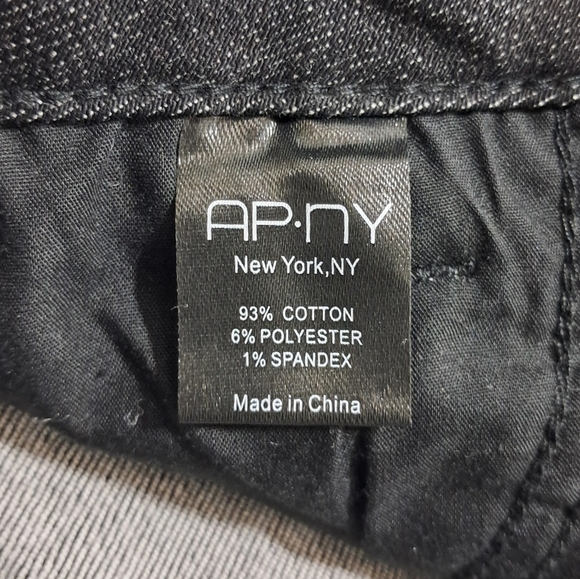 AP·NY
New York,NY
93% COTTON
6% POLYESTER
1% SPANDEX
Made in China